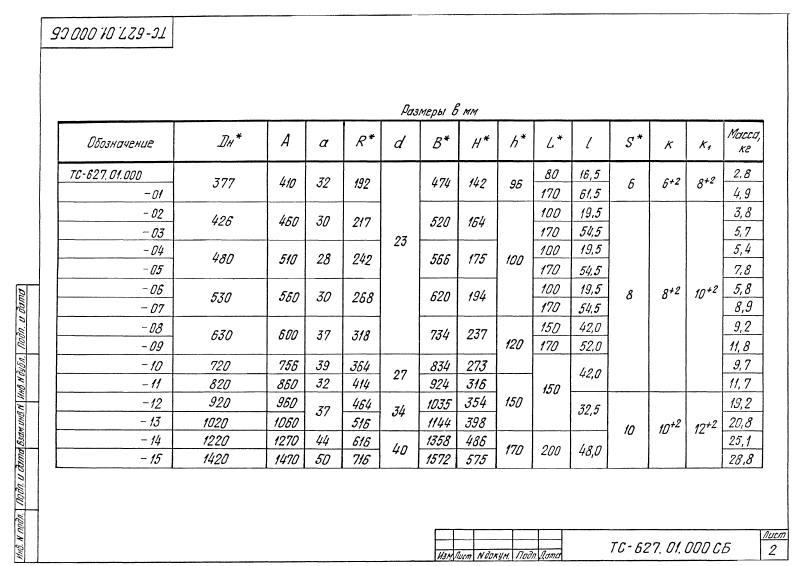 ТС-627.01.000 СБ
Размеры в мм
Обозначение Дн* А а R* d В* Н* h* L* l S* к к₁ Масса, кг
ТС-627.01.000 377 410 32 192 23 474 142 96 80 16,5 6 6⁺² 8⁺² 2,8
-01 170 61,5 4,9
-02 426 460 30 217 520 164 100 100 19,5 8 8⁺² 10⁺² 3,8
-03 170 54,5 5,7
-04 480 510 28 242 566 175 100 19,5 5,4
-05 170 54,5 7,8
-06 530 560 30 268 620 194 100 19,5 5,8
-07 170 54,5 8,9
-08 630 600 37 318 734 237 120 150 42,0 9,2
-09 170 52,0 11,8
-10 720 756 39 364 27 834 273 150 42,0 9,7
-11 820 860 32 414 924 316 150 11,7
-12 920 960 37 464 34 1035 354 32,5 10 10⁺² 12⁺² 19,2
-13 1020 1060 516 1144 398 20,8
-14 1220 1270 44 616 40 1358 486 170 200 48,0 25,1
-15 1420 1470 50 716 1572 575 28,8
Инв. N подл. Подп. и дата Взам инв N Инв. N дубл. Подп. и дата
Изм. Лист N докум. Подп. Дата
ТС-627.01.000 СБ
Лист
2